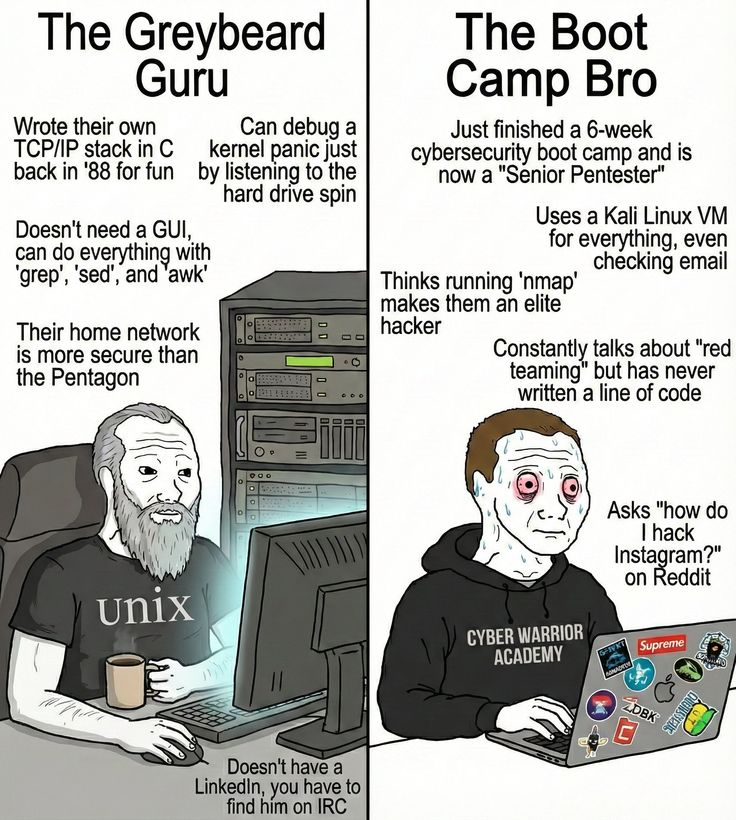 The Greybeard
Guru
Wrote their own
TCP/IP stack in C
back in '88 for fun
Can debug a
kernel panic just
by listening to the
hard drive spin
Doesn't need a GUI,
can do everything with
'grep', 'sed', and 'awk'
Their home network
is more secure than
the Pentagon
unix
Doesn't have a
LinkedIn, you have to
find him on IRC
The Boot
Camp Bro
Just finished a 6-week
cybersecurity boot camp and is
now a "Senior Pentester"
Uses a Kali Linux VM
for everything, even
checking email
Thinks running 'nmap'
makes them an elite
hacker
Constantly talks about "red
teaming" but has never
written a line of code
Asks "how do
I hack
Instagram?"
on Reddit
CYBER WARRIOR
ACADEMY
Supreme